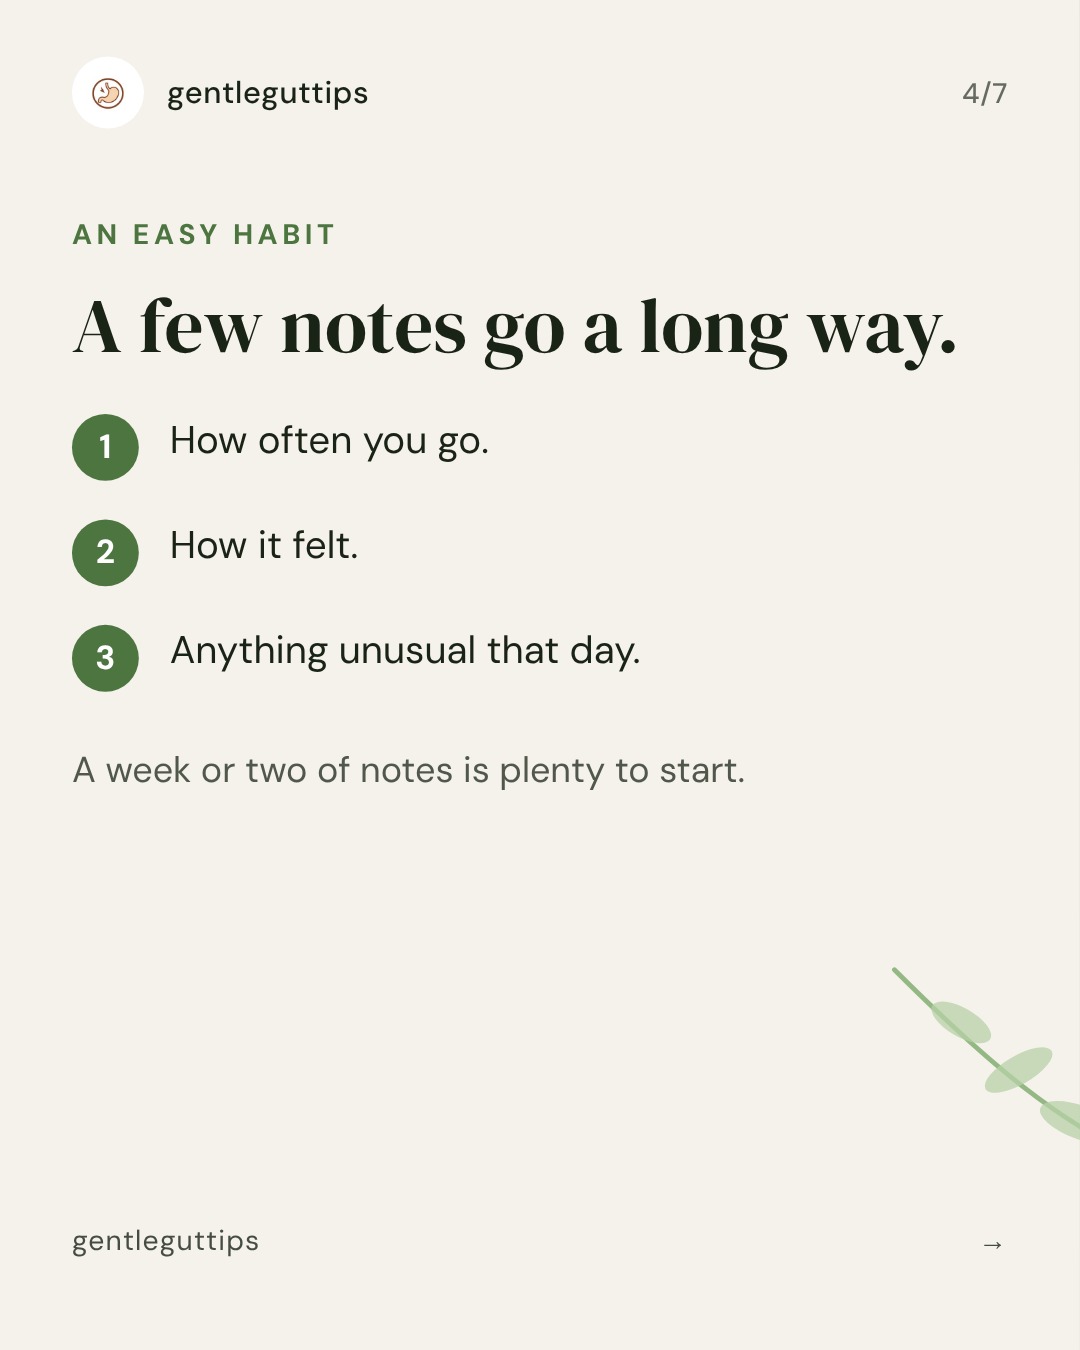 gentleguttips
4/7
AN EASY HABIT
A few notes go a long way.
1 How often you go.
2 How it felt.
3 Anything unusual that day.
A week or two of notes is plenty to start.
gentleguttips
→